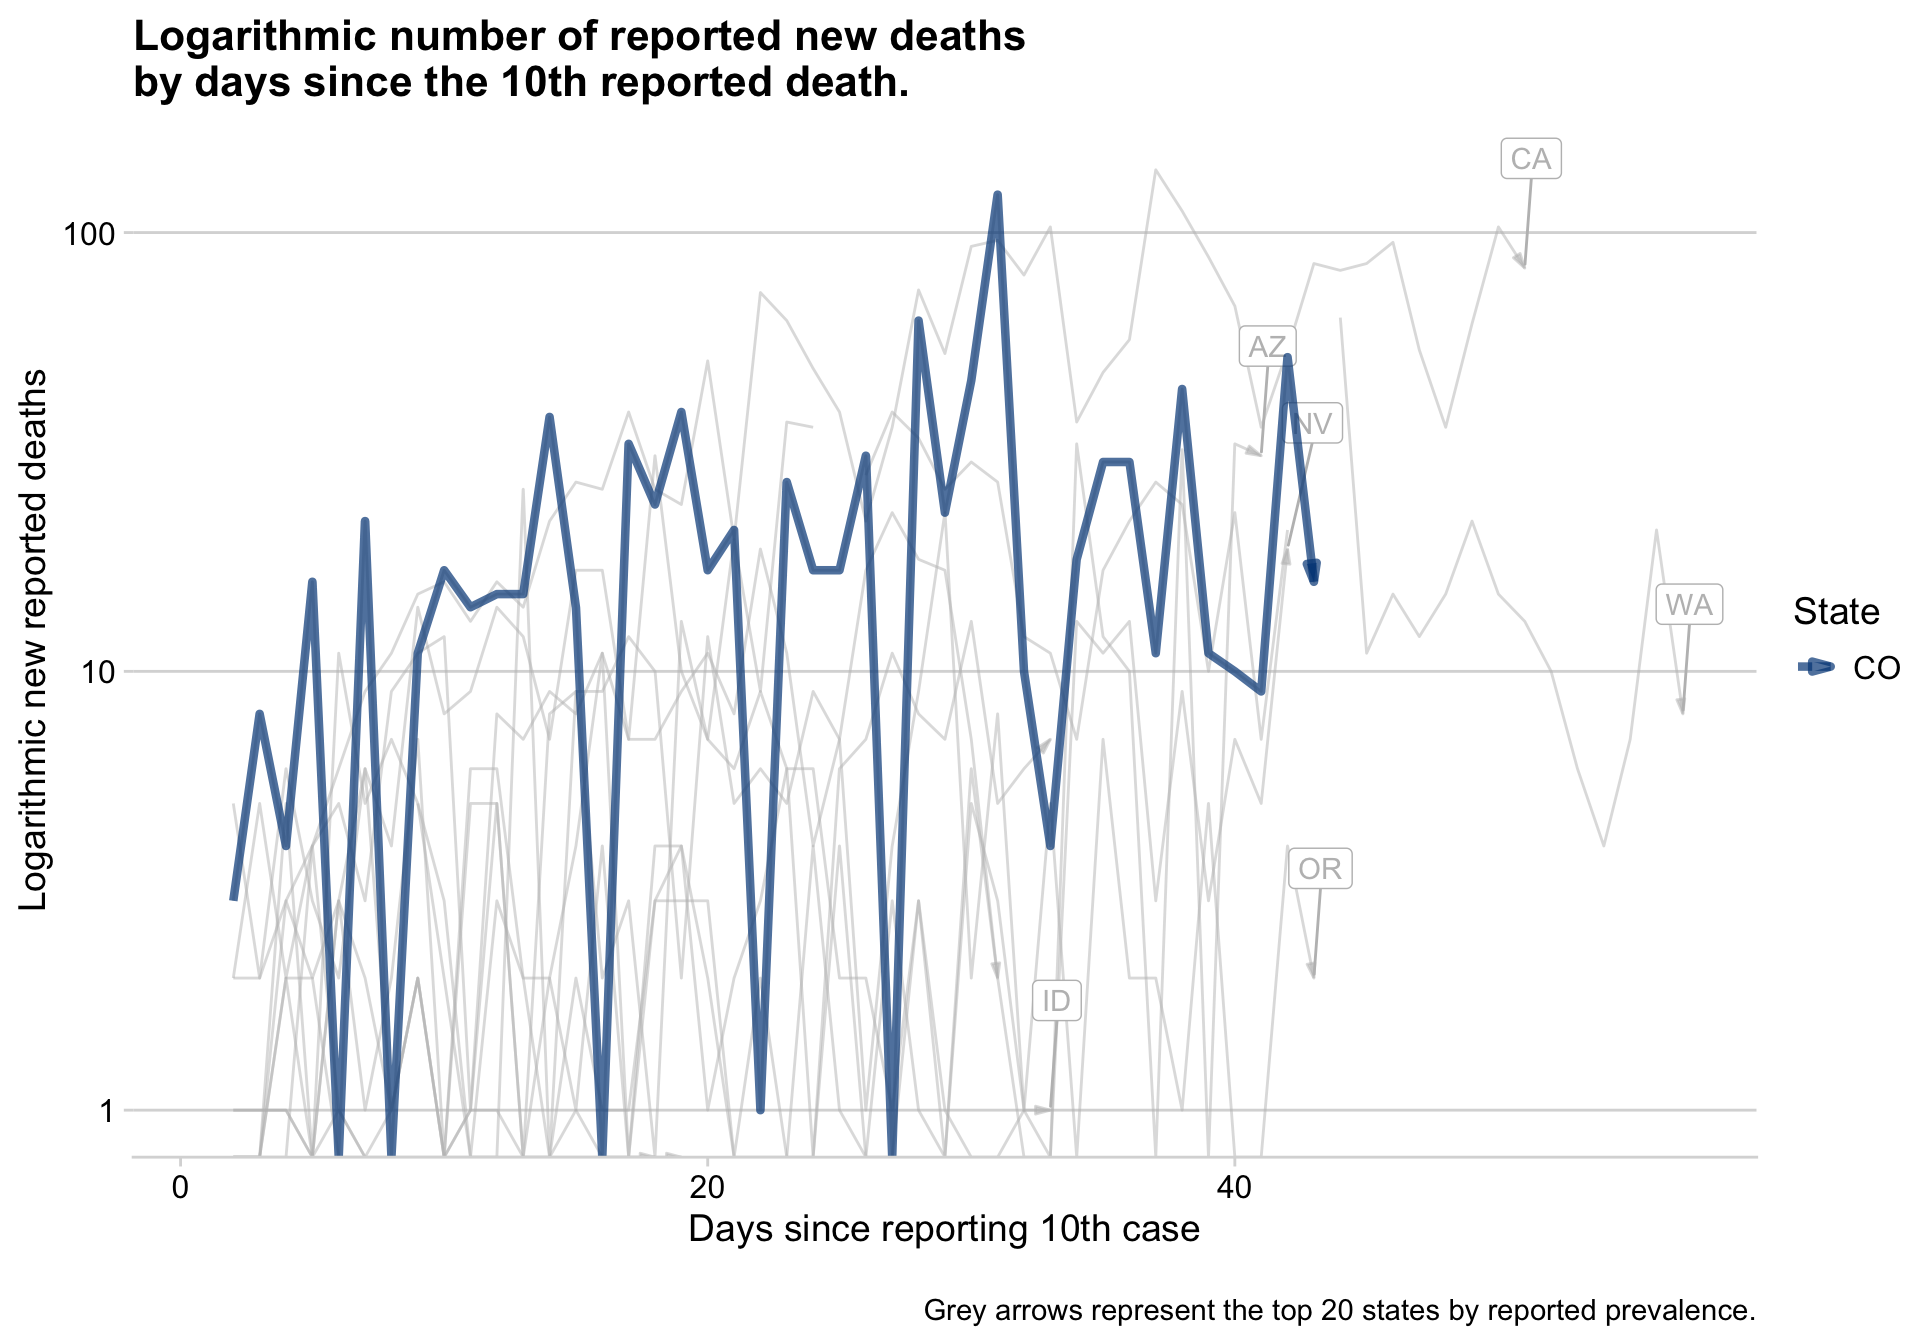 Logarithmic number of reported new deaths
by days since the 10th reported death.
CA
100
AZ
NV
Logarithmic new reported deaths
State
WA
CO
10
OR
ID
1
0
20
40
Days since reporting 10th case
Grey arrows represent the top 20 states by reported prevalence.